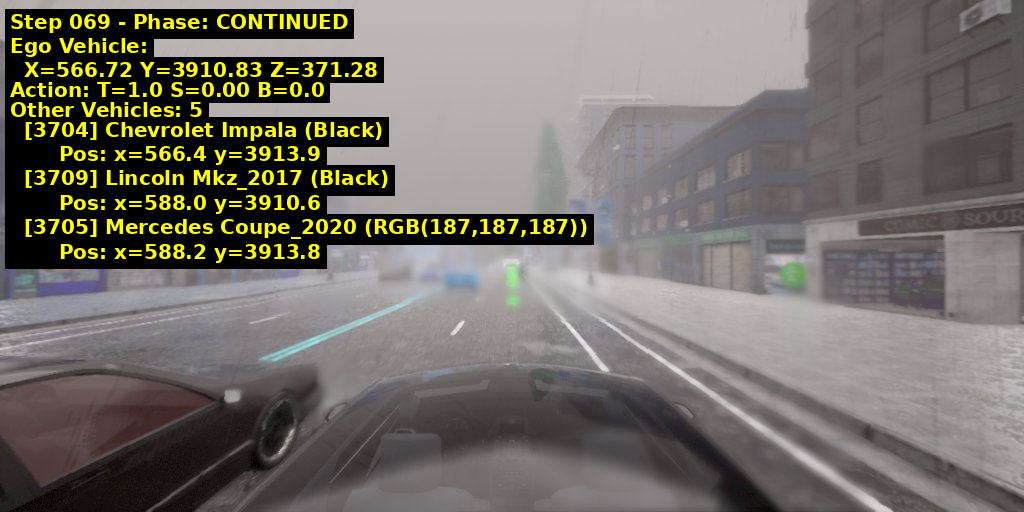 Step 069 - Phase: CONTINUED
Ego Vehicle:
X=566.72 Y=3910.83 Z=371.28
Action: T=1.0 S=0.00 B=0.0
Other Vehicles: 5
[3704] Chevrolet Impala (Black)
Pos: x=566.4 y=3913.9
[3709] Lincoln Mkz_2017 (Black)
Pos: x=588.0 y=3910.6
[3705] Mercedes Coupe_2020 (RGB(187,187,187))
Pos: x=588.2 y=3913.8